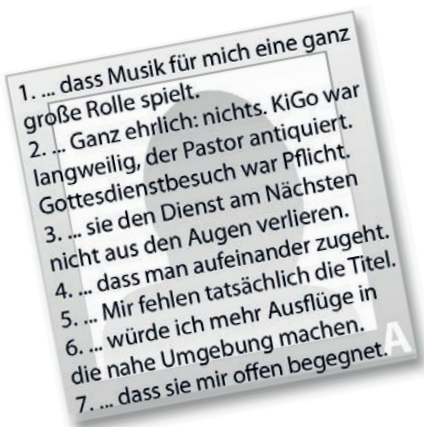 1. ... dass Musik für mich eine ganz
große Rolle spielt.
2. ... Ganz ehrlich: nichts. KiGo war
langweilig, der Pastor antiquiert.
Gottesdienstbesuch war Pflicht.
3. ... sie den Dienst am Nächsten
nicht aus den Augen verlieren.
4. ... dass man aufeinander zugeht.
5. ... Mir fehlen tatsächlich die Titel.
6. ... würde ich mehr Ausflüge in
die nahe Umgebung machen.
7. ... dass sie mir offen begegnet.
A